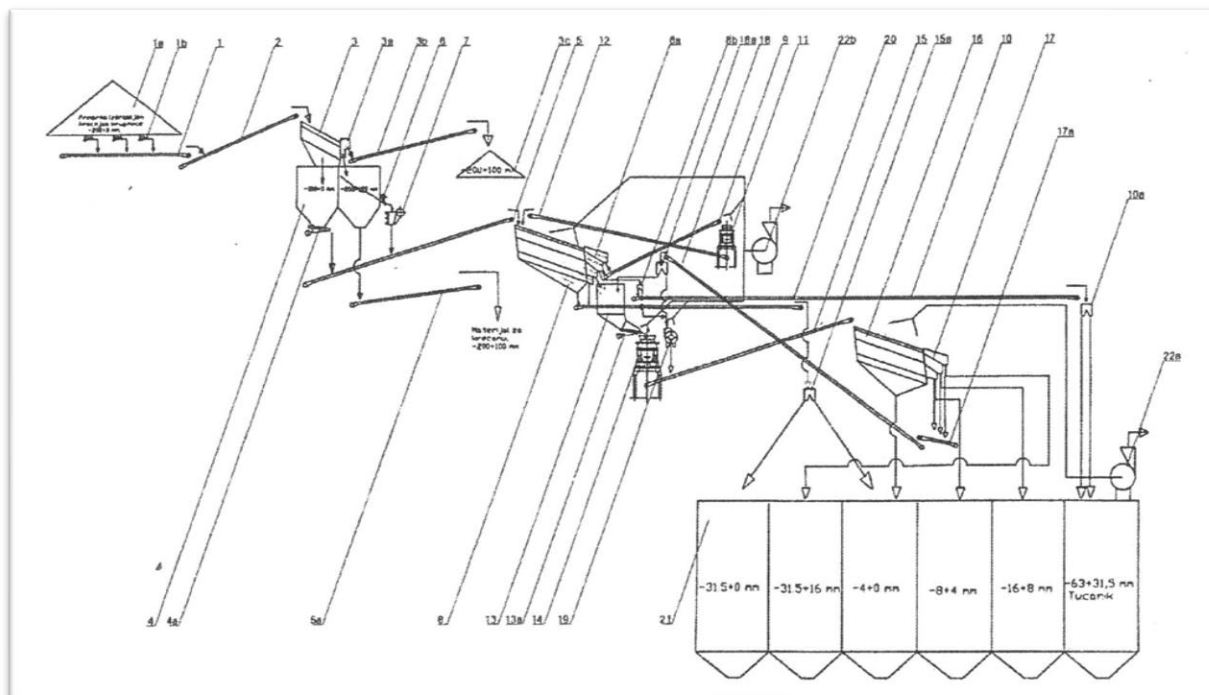 1a 1b 1 2 3 3a 3b 6 7 3c 5 12 8a 8b 18a 18 9 11 22b 20 15 15a 16 10 17
-200+100 mm
17a
10a
Materijal za
-200+100 mm
22a
-31.5+0 mm
-31.5+16 mm
-4+0 mm
-8+4 mm
-16+8 mm
-63+31,5 mm
Tucanik
4 4a 5a 8 13 13a 14 19 21